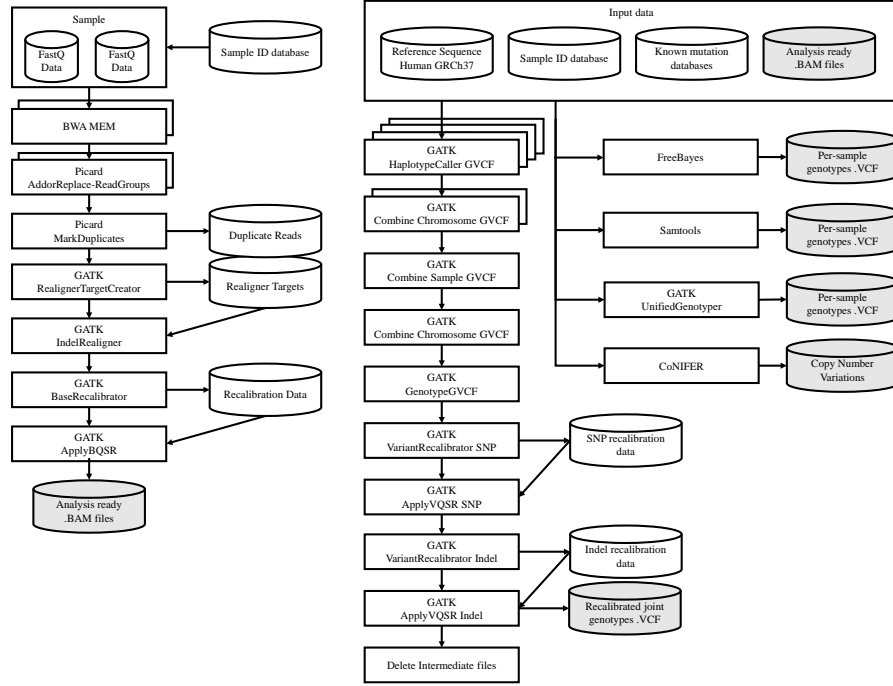 Sample
FastQ
Data
FastQ
Data
Sample ID database
BWA MEM
Picard
AddorReplace-ReadGroups
Picard
MarkDuplicates
Duplicate Reads
GATK
RealignerTargetCreator
Realigner Targets
GATK
IndelRealigner
GATK
BaseRecalibrator
Recalibration Data
GATK
ApplyBQSR
Analysis ready
.BAM files
Input data
Reference Sequence
Human GRCh37
Sample ID database
Known mutation
databases
Analysis ready
.BAM files
GATK
HaplotypeCaller GVCF
GATK
Combine Chromosome GVCF
GATK
Combine Sample GVCF
GATK
Combine Chromosome GVCF
GATK
GenotypeGVCF
GATK
VariantRecalibrator SNP
SNP recalibration
data
GATK
ApplyVQSR SNP
GATK
VariantRecalibrator Indel
Indel recalibration
data
GATK
ApplyVQSR Indel
Recalibrated joint
genotypes .VCF
Delete Intermediate files
FreeBayes
Per-sample
genotypes .VCF
Samtools
Per-sample
genotypes .VCF
GATK
UnifiedGenotyper
Per-sample
genotypes .VCF
CoNIFER
Copy Number
Variations